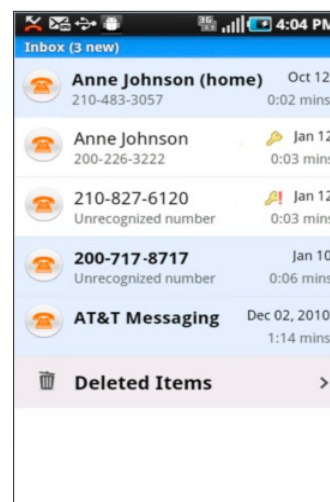 3G
4:04 PM
Inbox (3 new)
Anne Johnson (home) Oct 12
210-483-3057 0:02 mins
Anne Johnson Jan 12
200-226-3222 0:03 mins
210-827-6120 Jan 12
Unrecognized number 0:03 mins
200-717-8717 Jan 10
Unrecognized number 0:06 mins
AT&T Messaging Dec 02, 2010
1:14 mins
Deleted Items